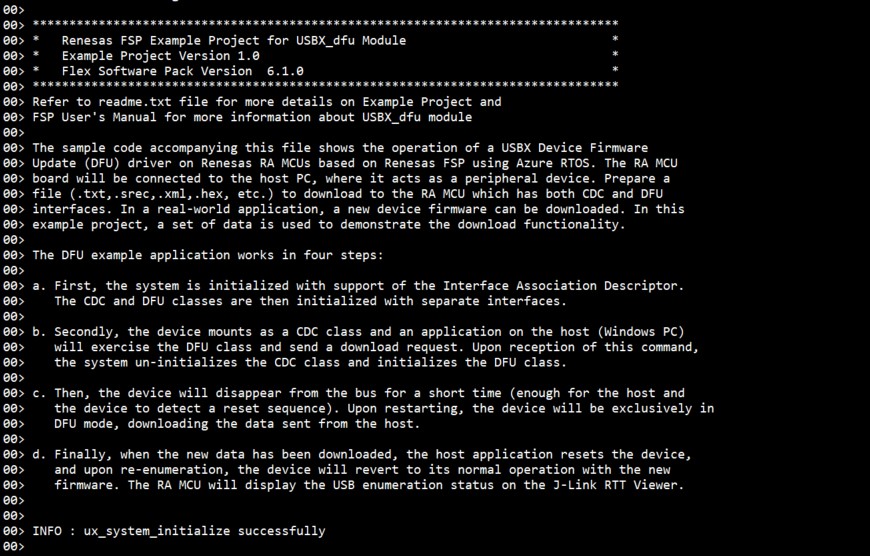 00>
00> ********************************************************************************
00> *   Renesas FSP Example Project for USBX_dfu Module                            *
00> *   Example Project Version 1.0                                                *
00> *   Flex Software Pack Version  6.1.0                                          *
00> ********************************************************************************
00> Refer to readme.txt file for more details on Example Project and
00> FSP User's Manual for more information about USBX_dfu module
00>
00> The sample code accompanying this file shows the operation of a USBX Device Firmware
00> Update (DFU) driver on Renesas RA MCUs based on Renesas FSP using Azure RTOS. The RA MCU
00> board will be connected to the host PC, where it acts as a peripheral device. Prepare a
00> file (.txt,.srec,.xml,.hex, etc.) to download to the RA MCU which has both CDC and DFU
00> interfaces. In a real-world application, a new device firmware can be downloaded. In this
00> example project, a set of data is used to demonstrate the download functionality.
00>
00> The DFU example application works in four steps:
00>
00> a. First, the system is initialized with support of the Interface Association Descriptor.
00>    The CDC and DFU classes are then initialized with separate interfaces.
00>
00> b. Secondly, the device mounts as a CDC class and an application on the host (Windows PC)
00>    will exercise the DFU class and send a download request. Upon reception of this command,
00>    the system un-initializes the CDC class and initializes the DFU class.
00>
00> c. Then, the device will disappear from the bus for a short time (enough for the host and
00>    the device to detect a reset sequence). Upon restarting, the device will be exclusively in
00>    DFU mode, downloading the data sent from the host.
00>
00> d. Finally, when the new data has been downloaded, the host application resets the device,
00>    and upon re-enumeration, the device will revert to its normal operation with the new
00>    firmware. The RA MCU will display the USB enumeration status on the J-Link RTT Viewer.
00>
00>
00> INFO : ux_system_initialize successfully
00>